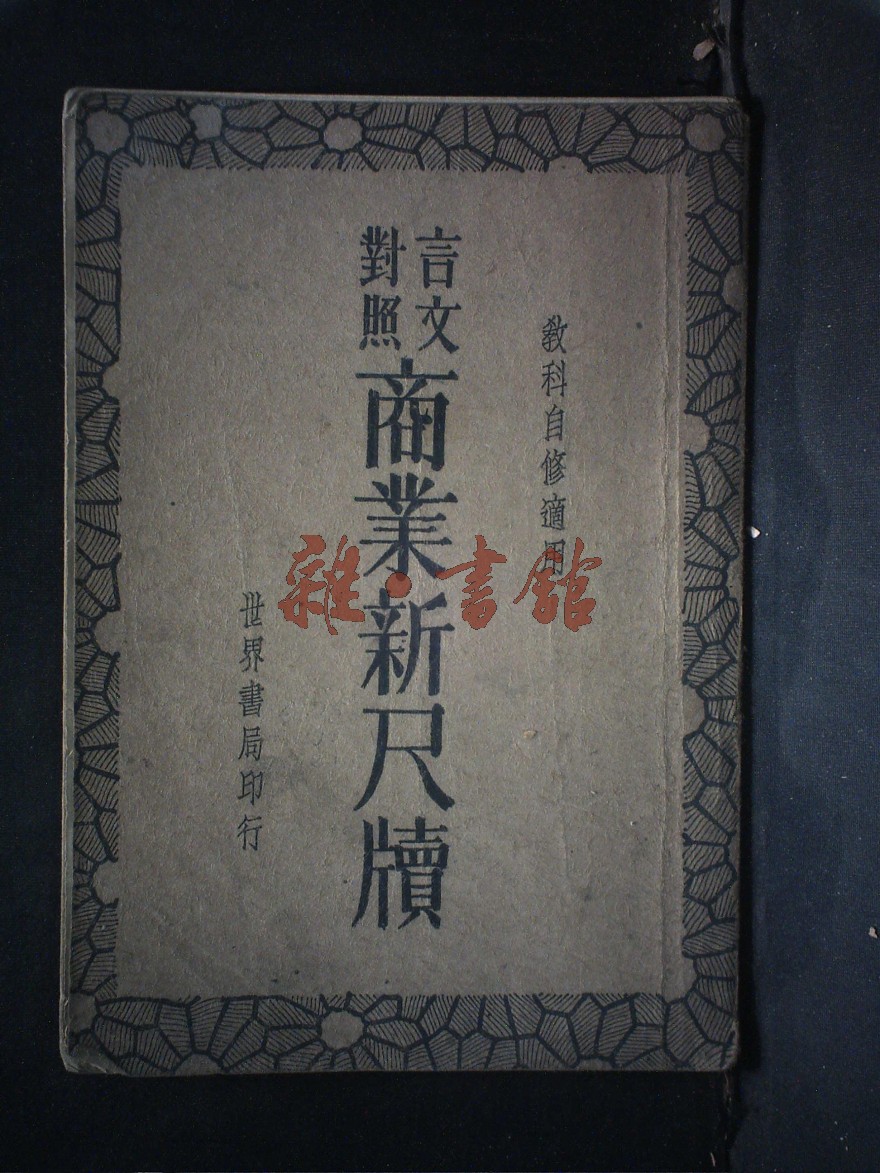 教科自修適用
言文
對照
商業新尺牘
世界書局印行
雜·書館